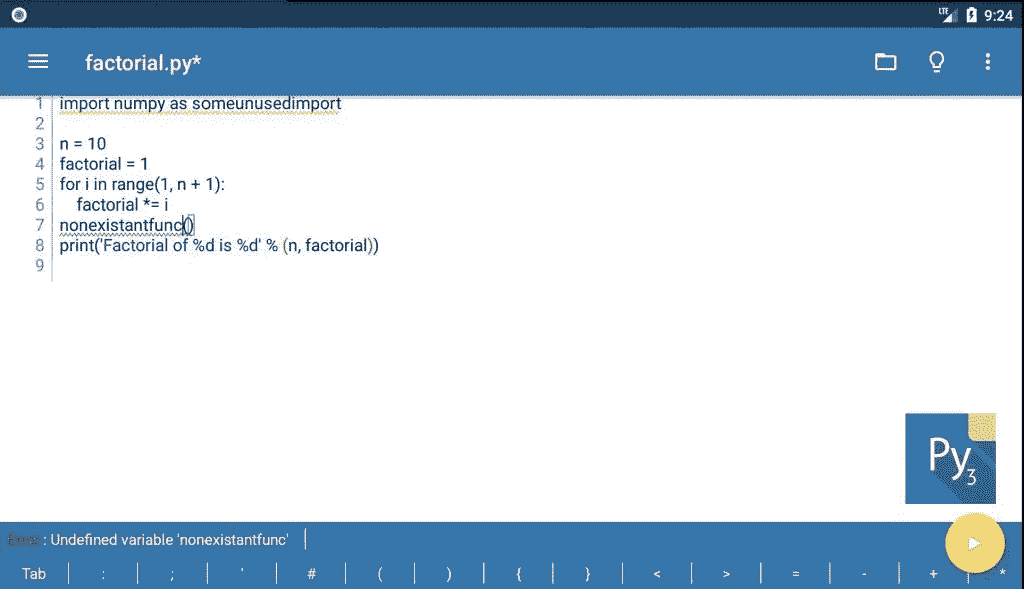 LTE 9:24
factorial.py*
1 import numpy as someunusedimport
2
3 n = 10
4 factorial = 1
5 for i in range(1, n + 1):
6     factorial *= i
7 nonexistantfunc()
8 print('Factorial of %d is %d' % (n, factorial))
9
Py3
Error : Undefined variable 'nonexistantfunc'
Tab : ; ' # ( ) { } < > = - + *